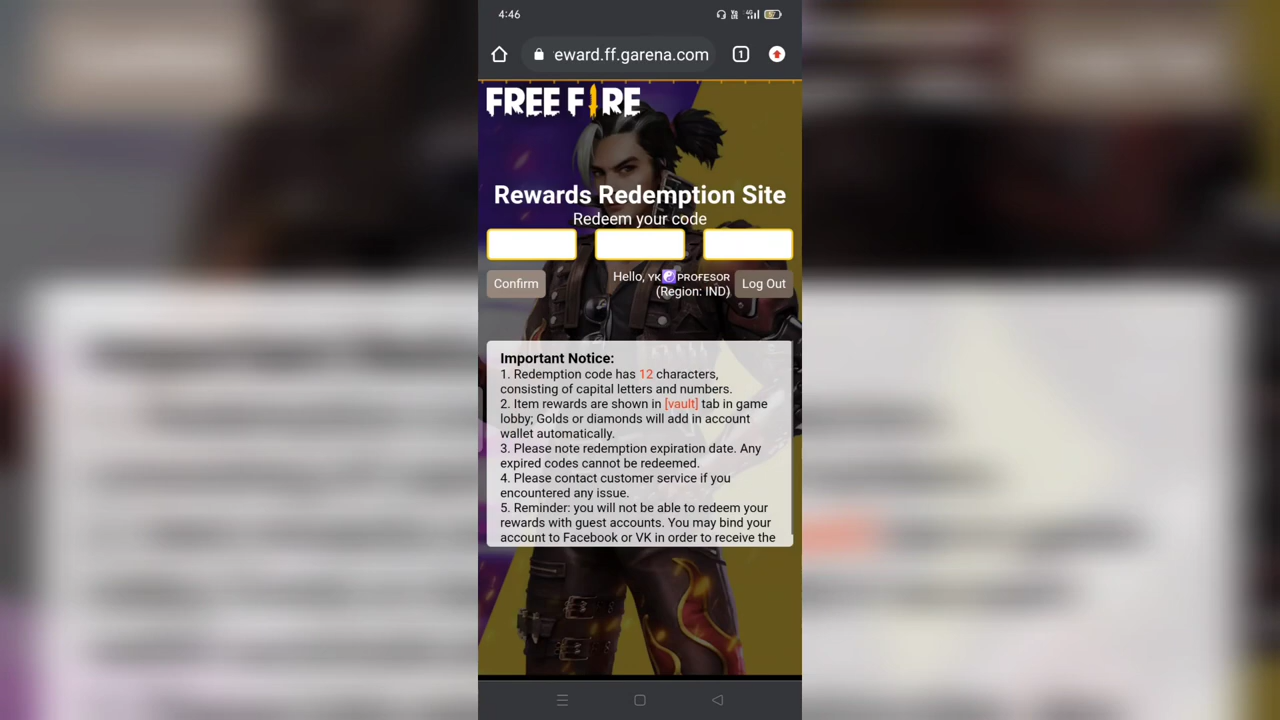 4:46
eward.ff.garena.com
1
FREE FIRE
Rewards Redemption Site
Redeem your code
Confirm
Hello, ʏᴋ☯ᴘʀᴏғᴇsᴏʀ
(Region: IND)
Log Out
Important Notice:
1. Redemption code has 12 characters,
consisting of capital letters and numbers.
2. Item rewards are shown in [vault] tab in game
lobby; Golds or diamonds will add in account
wallet automatically.
3. Please note redemption expiration date. Any
expired codes cannot be redeemed.
4. Please contact customer service if you
encountered any issue.
5. Reminder: you will not be able to redeem your
rewards with guest accounts. You may bind your
account to Facebook or VK in order to receive the